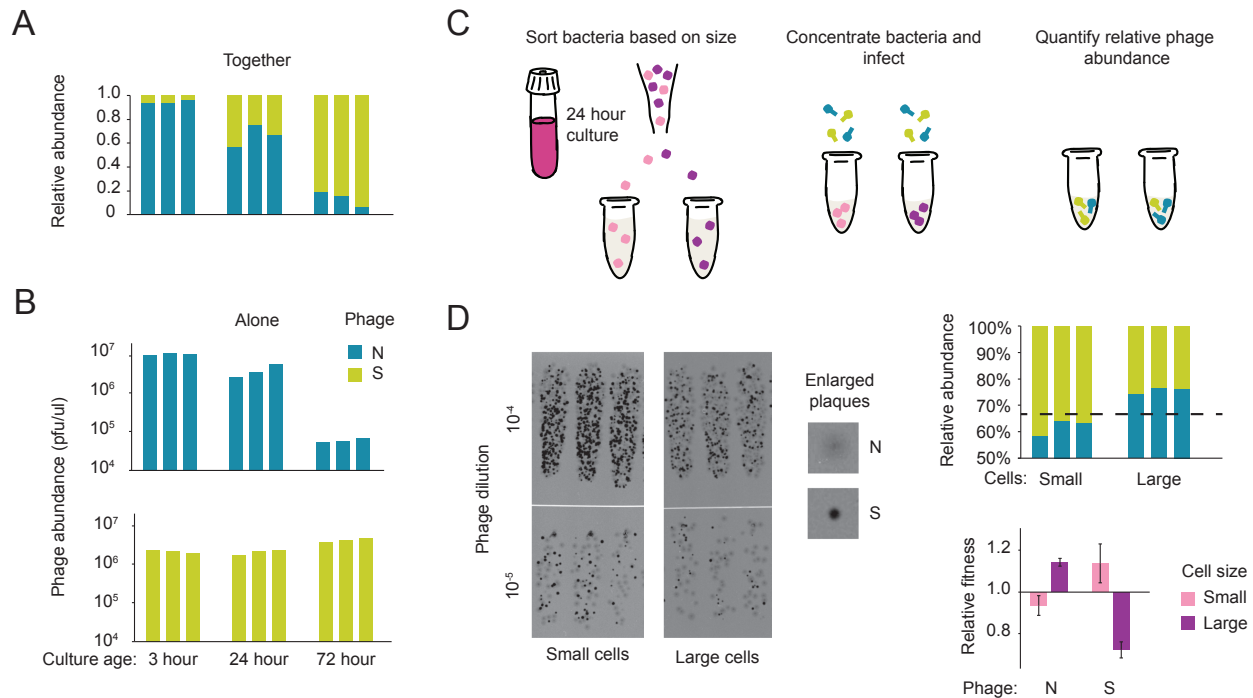 A
Together
Relative abundance
1.0
0.8
0.6
0.4
0.2
0
B
Alone
Phage
N
S
Phage abundance (pfu/ul)
10⁷
10⁶
10⁵
10⁴
10⁷
10⁶
10⁵
10⁴
Culture age: 3 hour 24 hour 72 hour
C
Sort bacteria based on size
24 hour
culture
Concentrate bacteria and
infect
Quantify relative phage
abundance
D
Phage dilution
10⁻⁴
10⁻⁵
Small cells Large cells
Enlarged
plaques
N
S
Relative abundance
100%
90%
100%
80%
70%
60%
50%
Cells: Small Large
Relative fitness
1.2
1.0
0.8
Phage: N S
Cell size
Small
Large